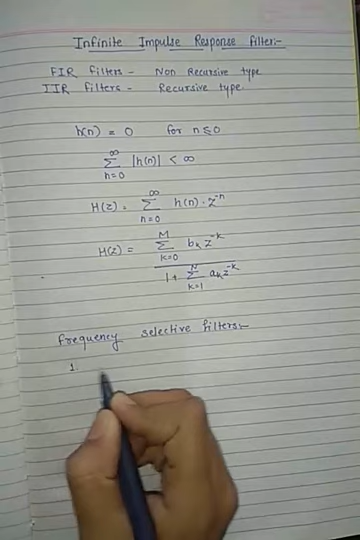 Infinite Impulse Response filter:-
FIR filters - Non Recursive type
IIR filters - Recursive type.
h(n) = 0 for n≤0
∞
∑ |h(n)| < ∞
n=0
∞
H(z) = ∑ h(n) . z⁻ⁿ
n=0
M
H(z) = ∑ bₖ z⁻ᵏ
k=0
N
1 + ∑ aₖ z⁻ᵏ
k=1
frequency selective filters:-
1